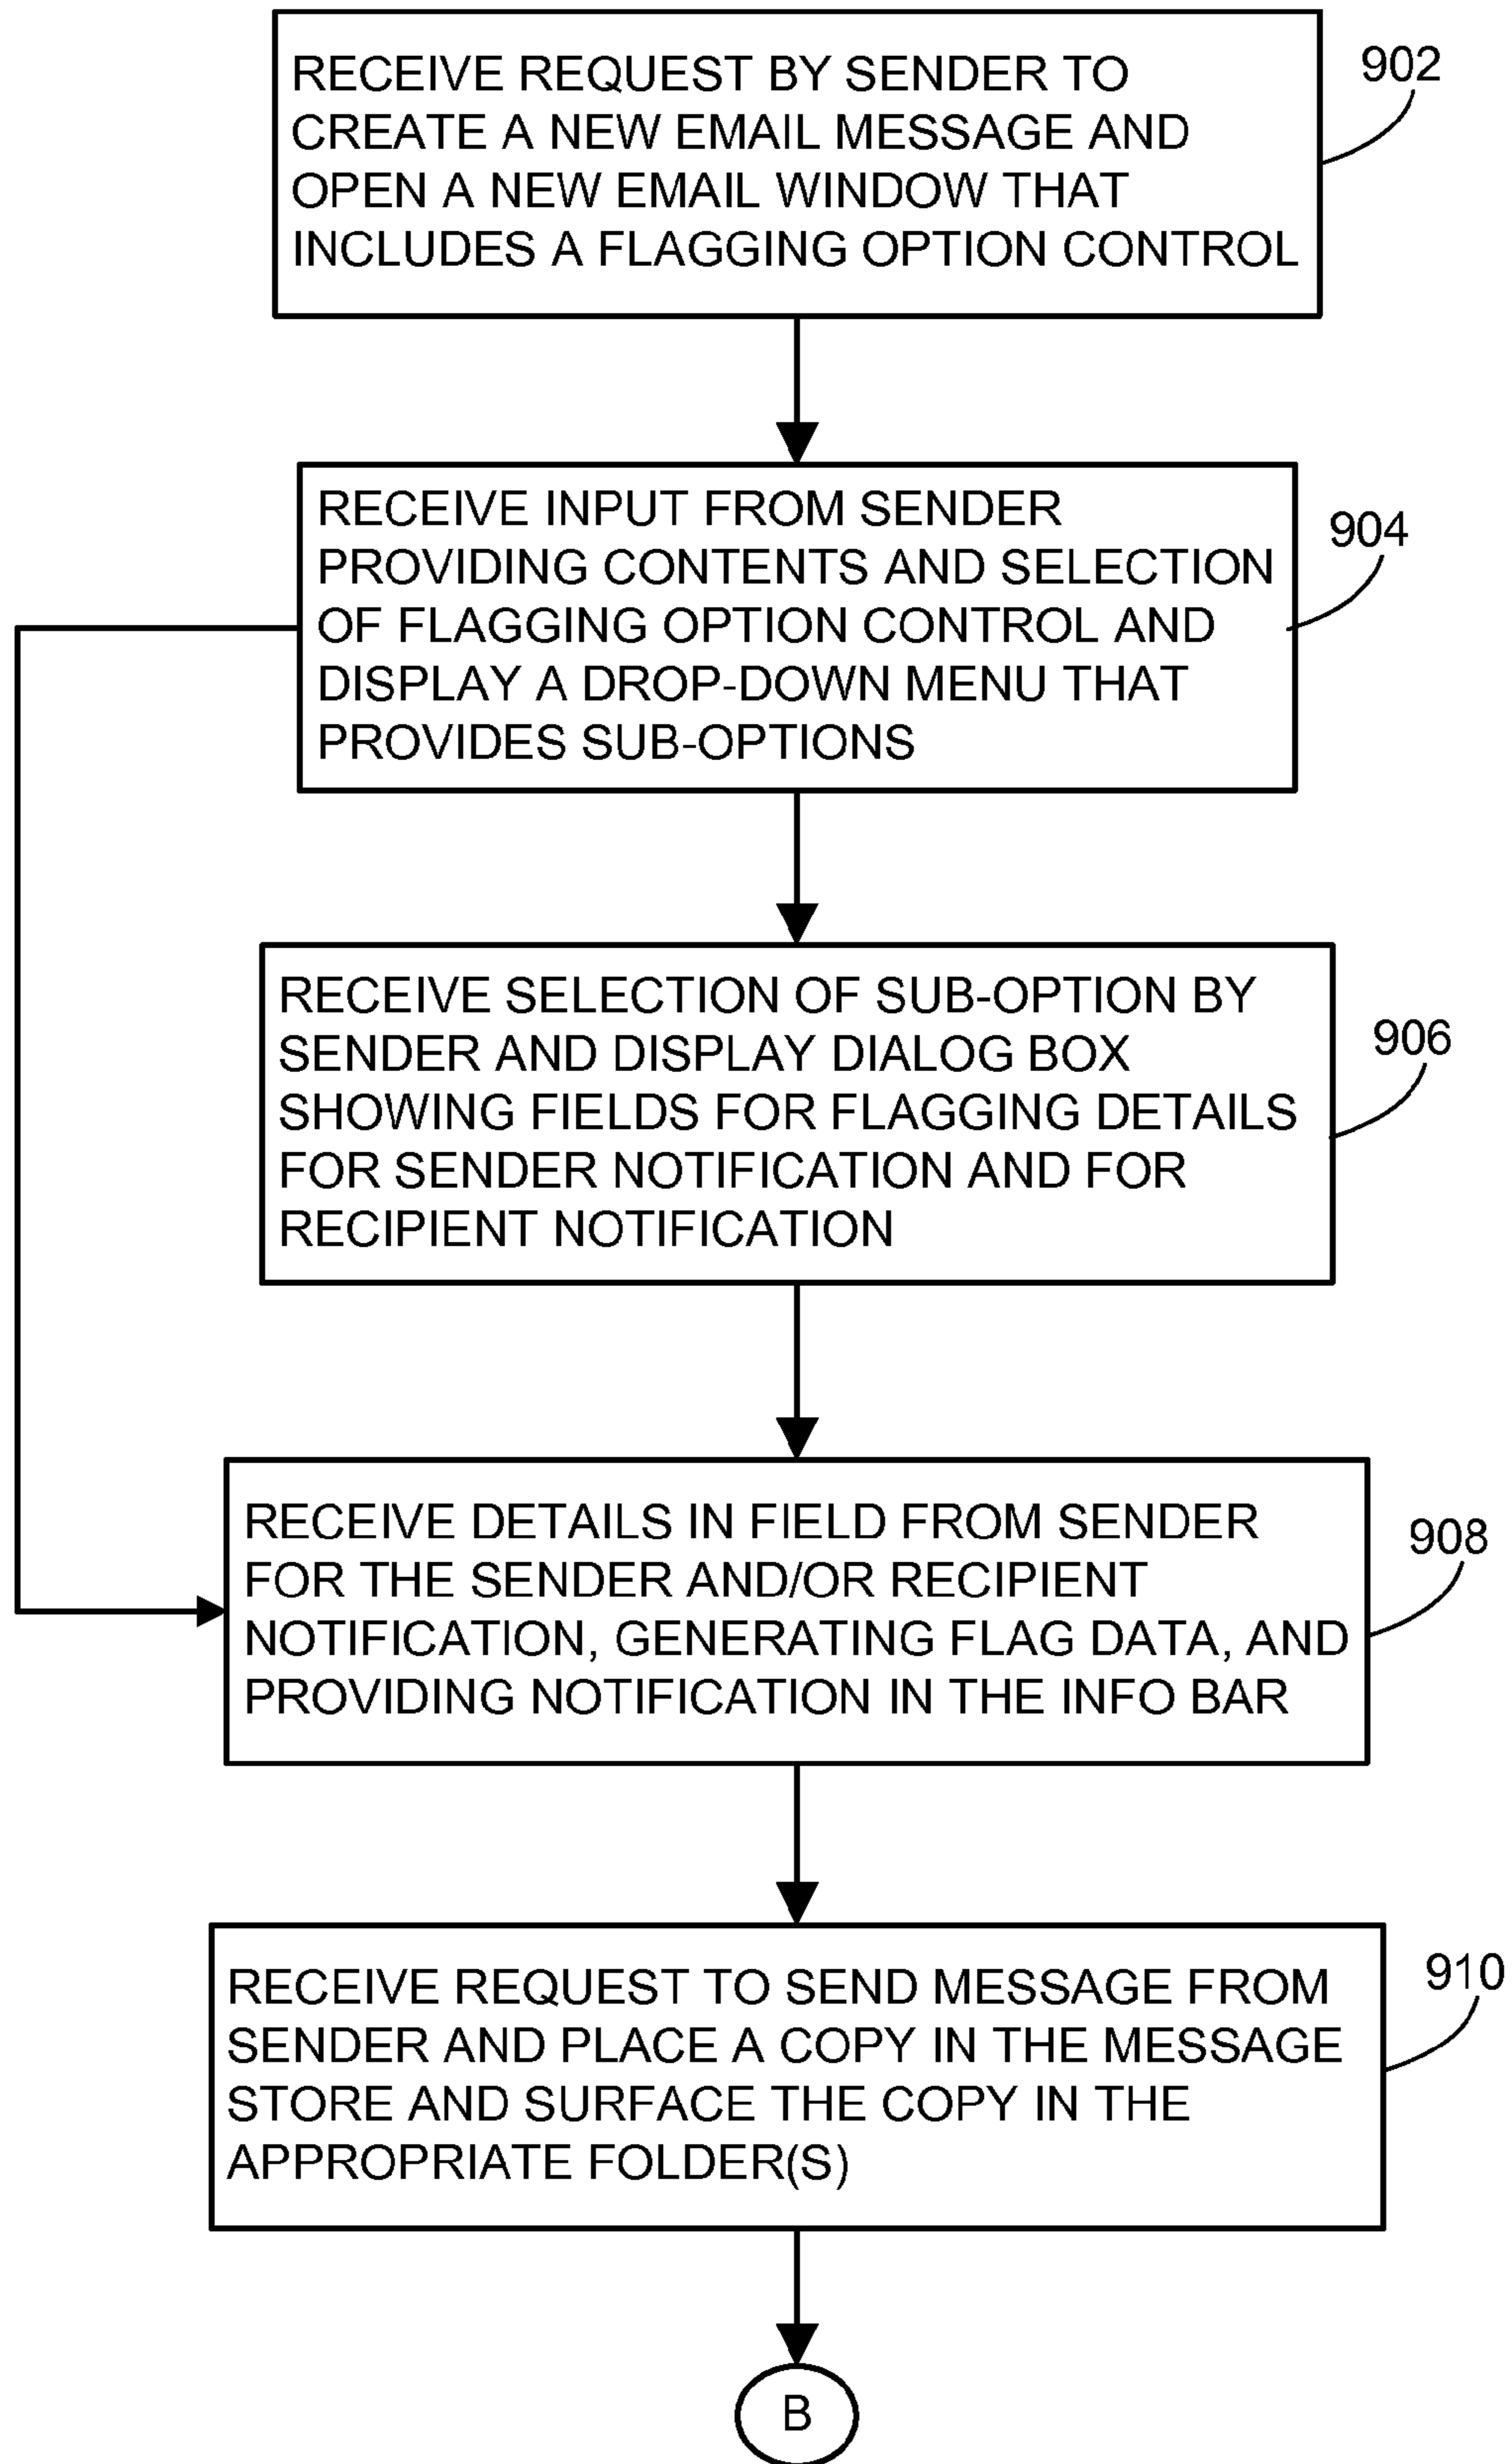 RECEIVE REQUEST BY SENDER TO
CREATE A NEW EMAIL MESSAGE AND
OPEN A NEW EMAIL WINDOW THAT
INCLUDES A FLAGGING OPTION CONTROL
902
RECEIVE INPUT FROM SENDER
PROVIDING CONTENTS AND SELECTION
OF FLAGGING OPTION CONTROL AND
DISPLAY A DROP-DOWN MENU THAT
PROVIDES SUB-OPTIONS
904
RECEIVE SELECTION OF SUB-OPTION BY
SENDER AND DISPLAY DIALOG BOX
SHOWING FIELDS FOR FLAGGING DETAILS
FOR SENDER NOTIFICATION AND FOR
RECIPIENT NOTIFICATION
906
RECEIVE DETAILS IN FIELD FROM SENDER
FOR THE SENDER AND/OR RECIPIENT
NOTIFICATION, GENERATING FLAG DATA, AND
PROVIDING NOTIFICATION IN THE INFO BAR
908
RECEIVE REQUEST TO SEND MESSAGE FROM
SENDER AND PLACE A COPY IN THE MESSAGE
STORE AND SURFACE THE COPY IN THE
APPROPRIATE FOLDER(S)
910
B